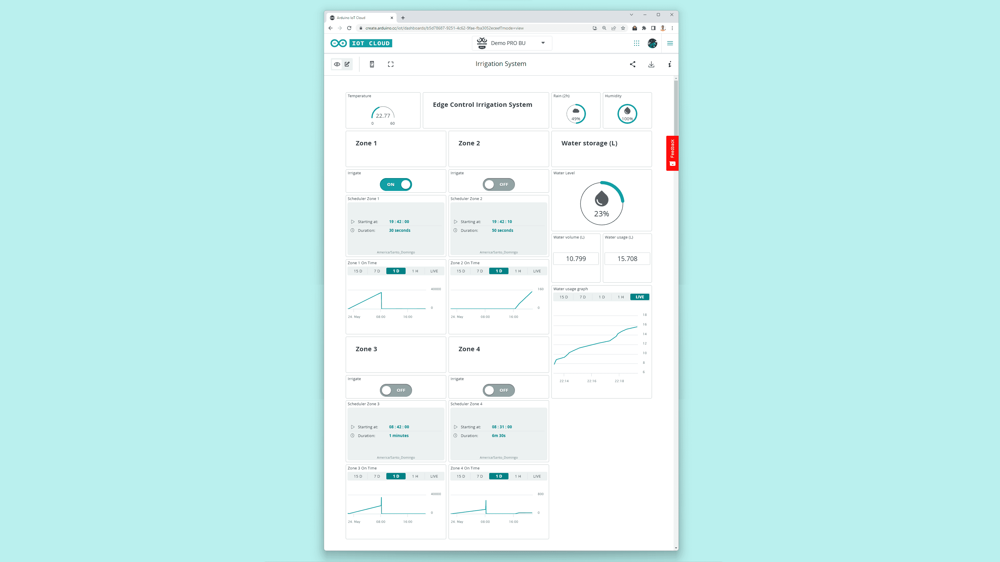 Arduino IoT Cloud
create.arduino.cc/iot/dashboards/b5d78687-9251-4c62-9fae-fba3052eceef?mode=view
IOT CLOUD
ARDUINO
PRO
Demo PRO BU
Irrigation System
Temperature
22.77
0 60
Edge Control Irrigation System
Rain (2h)
49%
Humidity
100%
Feedback
Zone 1
Zone 2
Water storage (L)
Irrigate
ON
Irrigate
OFF
Water Level
23%
Scheduler Zone 1
Starting at: 19 : 42 : 00
Duration: 30 seconds
America/Santo_Domingo
Scheduler Zone 2
Starting at: 19 : 42 : 10
Duration: 50 seconds
America/Santo_Domingo
Water volume (L)
10.799
Water usage (L)
15.708
Zone 1 On Time
15 D 7 D 1 D 1 H LIVE
40000
0
24. May 08:00 16:00
Zone 2 On Time
15 D 7 D 1 D 1 H LIVE
160
0
24. May 08:00 16:00
Water usage graph
15 D 7 D 1 D 1 H LIVE
18
16
14
12
10
8
6
22:14 22:16 22:18
Zone 3
Zone 4
Irrigate
OFF
Irrigate
OFF
Scheduler Zone 3
Starting at: 08 : 42 : 00
Duration: 1 minutes
America/Santo_Domingo
Scheduler Zone 4
Starting at: 08 : 31 : 00
Duration: 6m 30s
America/Santo_Domingo
Zone 3 On Time
15 D 7 D 1 D 1 H LIVE
40000
0
24. May 08:00 16:00
Zone 4 On Time
15 D 7 D 1 D 1 H LIVE
800
0
24. May 08:00 16:00